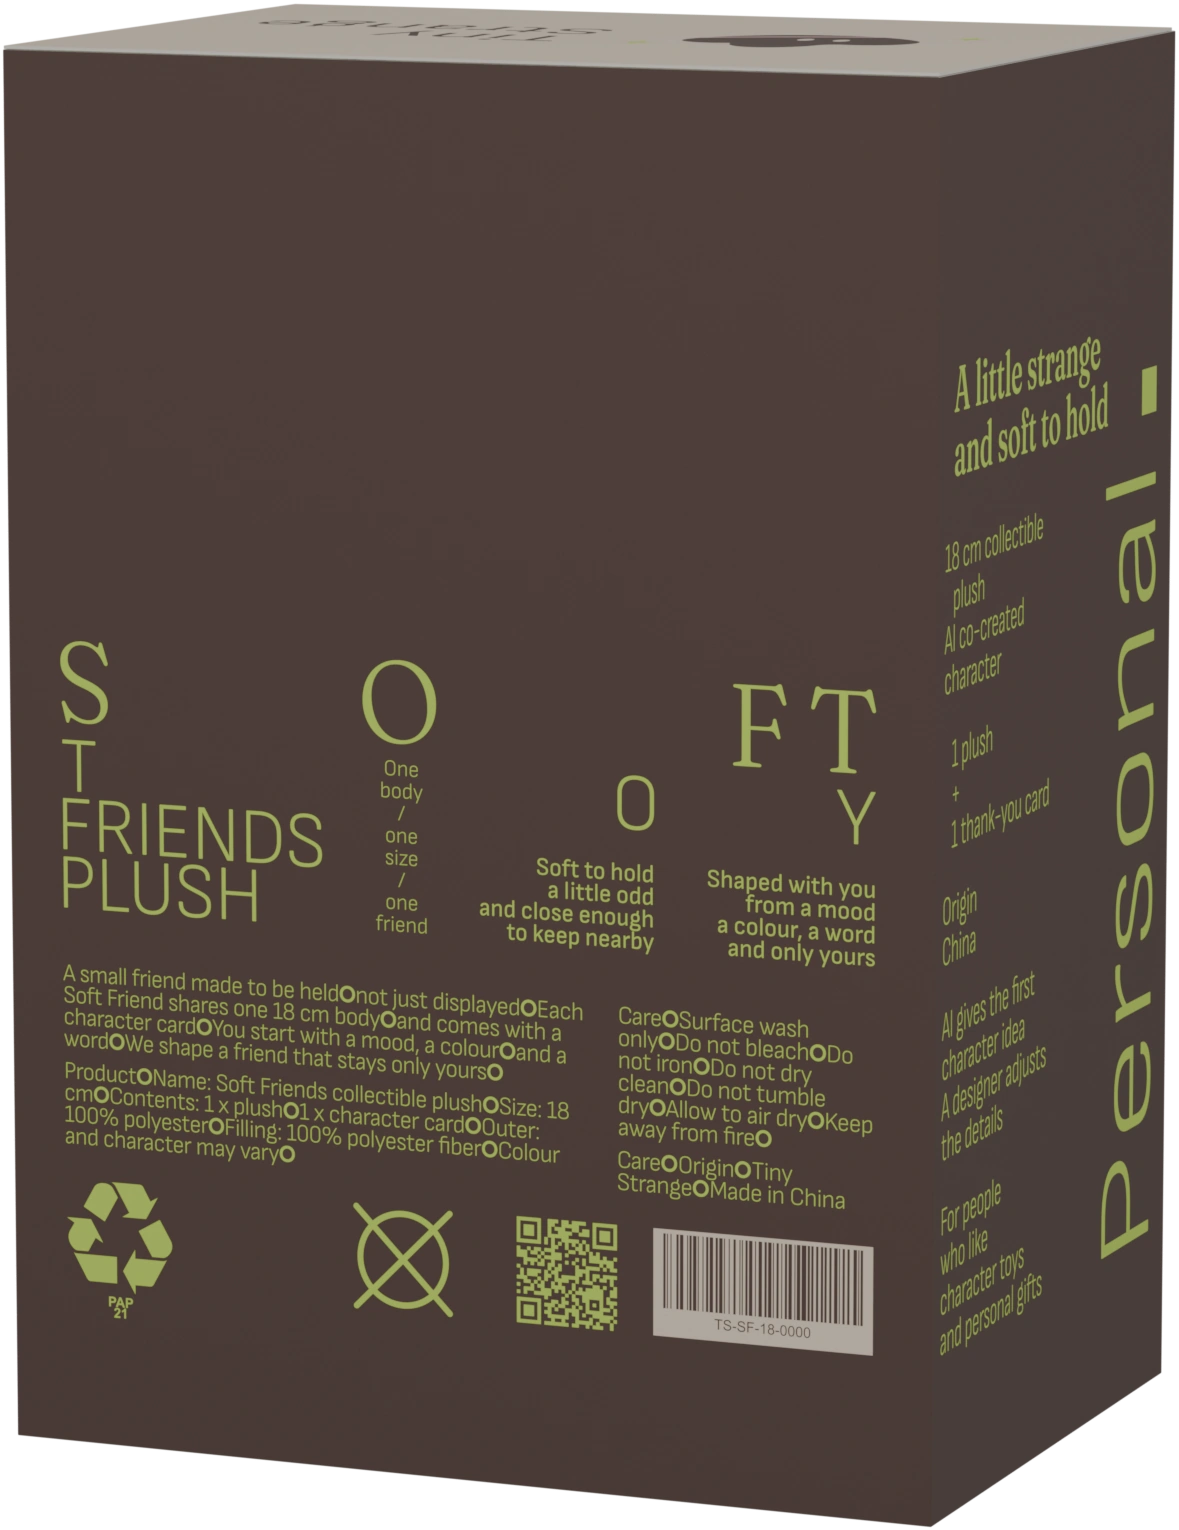 Tiny
Strange
S O F T
T O Y
FRIENDS
PLUSH
One
body
/
one
size
/
one
friend
Soft to hold
a little odd
and close enough
to keep nearby
Shaped with you
from a mood
a colour, a word
and only yours
A small friend made to be held not just displayed Each
Soft Friend shares one 18 cm body and comes with a
character card You start with a mood, a colour and a
word We shape a friend that stays only yours
Product Name: Soft Friends collectible plush Size: 18
cm Contents: 1 x plush 1 x character card Outer:
100% polyester Filling: 100% polyester fiber Colour
and character may vary
Care Surface wash
only Do not bleach Do
not iron Do not dry
clean Do not tumble
dry Allow to air dry Keep
away from fire
Care Origin Tiny
Strange Made in China
PAP
21
TS-SF-18-0000
A little strange
and soft to hold
18 cm collectible
plush
AI co-created
character
1 plush
+
1 thank-you card
Origin
China
AI gives the first
character idea
A designer adjusts
the details
For people
who like
character toys
and personal gifts
Personal